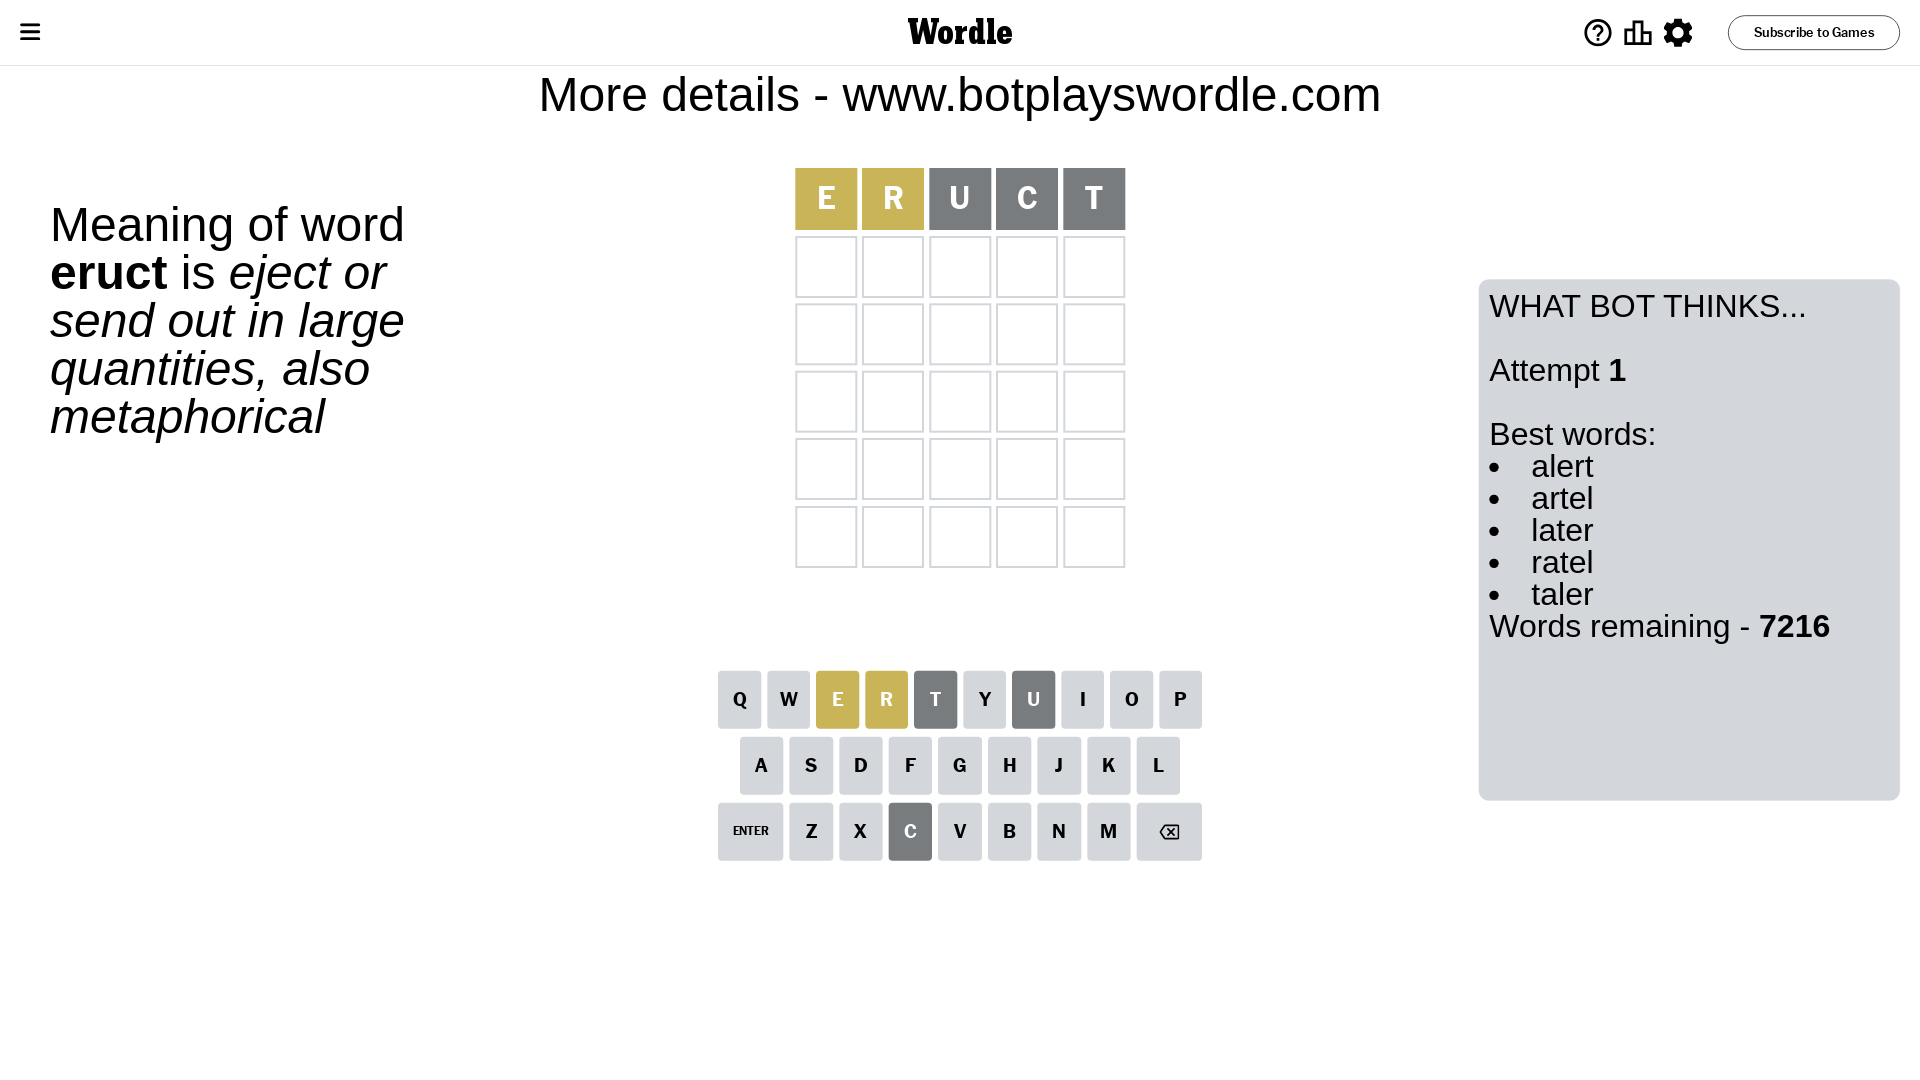 Wordle
Subscribe to Games
More details - www.botplayswordle.com
Meaning of word
eruct is eject or
send out in large
quantities, also
metaphorical
E R U C T
WHAT BOT THINKS...
Attempt 1
Best words:
• alert
• artel
• later
• ratel
• taler
Words remaining - 7216
Q W E R T Y U I O P
A S D F G H J K L
ENTER Z X C V B N M